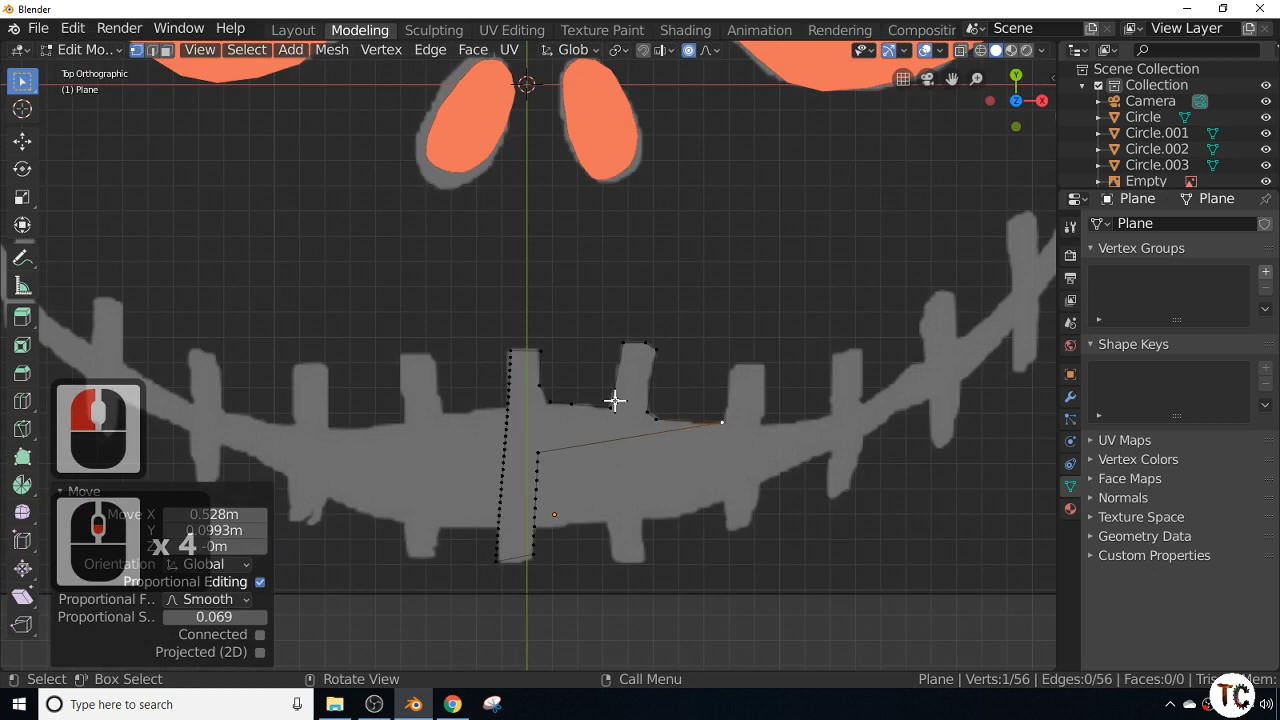 Blender
File Edit Render Window Help Layout Modeling Sculpting UV Editing Texture Paint Shading Animation Rendering Compositir Scene View Layer
Edit Mo... View Select Add Mesh Vertex Edge Face UV Glob
Top Orthographic
(1) Plane
Y
Z
X
Scene Collection
Collection
Camera
Circle
Circle.001
Circle.002
Circle.003
Empty
Plane Plane
Plane
Vertex Groups
Shape Keys
UV Maps
Vertex Colors
Face Maps
Normals
Texture Space
Geometry Data
Custom Properties
Move
Move X 0.528m
Y 0.0993m
Z -0m
x 4
Orientation Global
Proportional Editing
Proportional F.. Smooth
Proportional S.. 0.069
Connected
Projected (2D)
Select Box Select Rotate View Call Menu Plane | Verts:1/56 | Edges:0/56 | Faces:0/0 | Tris Mem:
Type here to search
TC